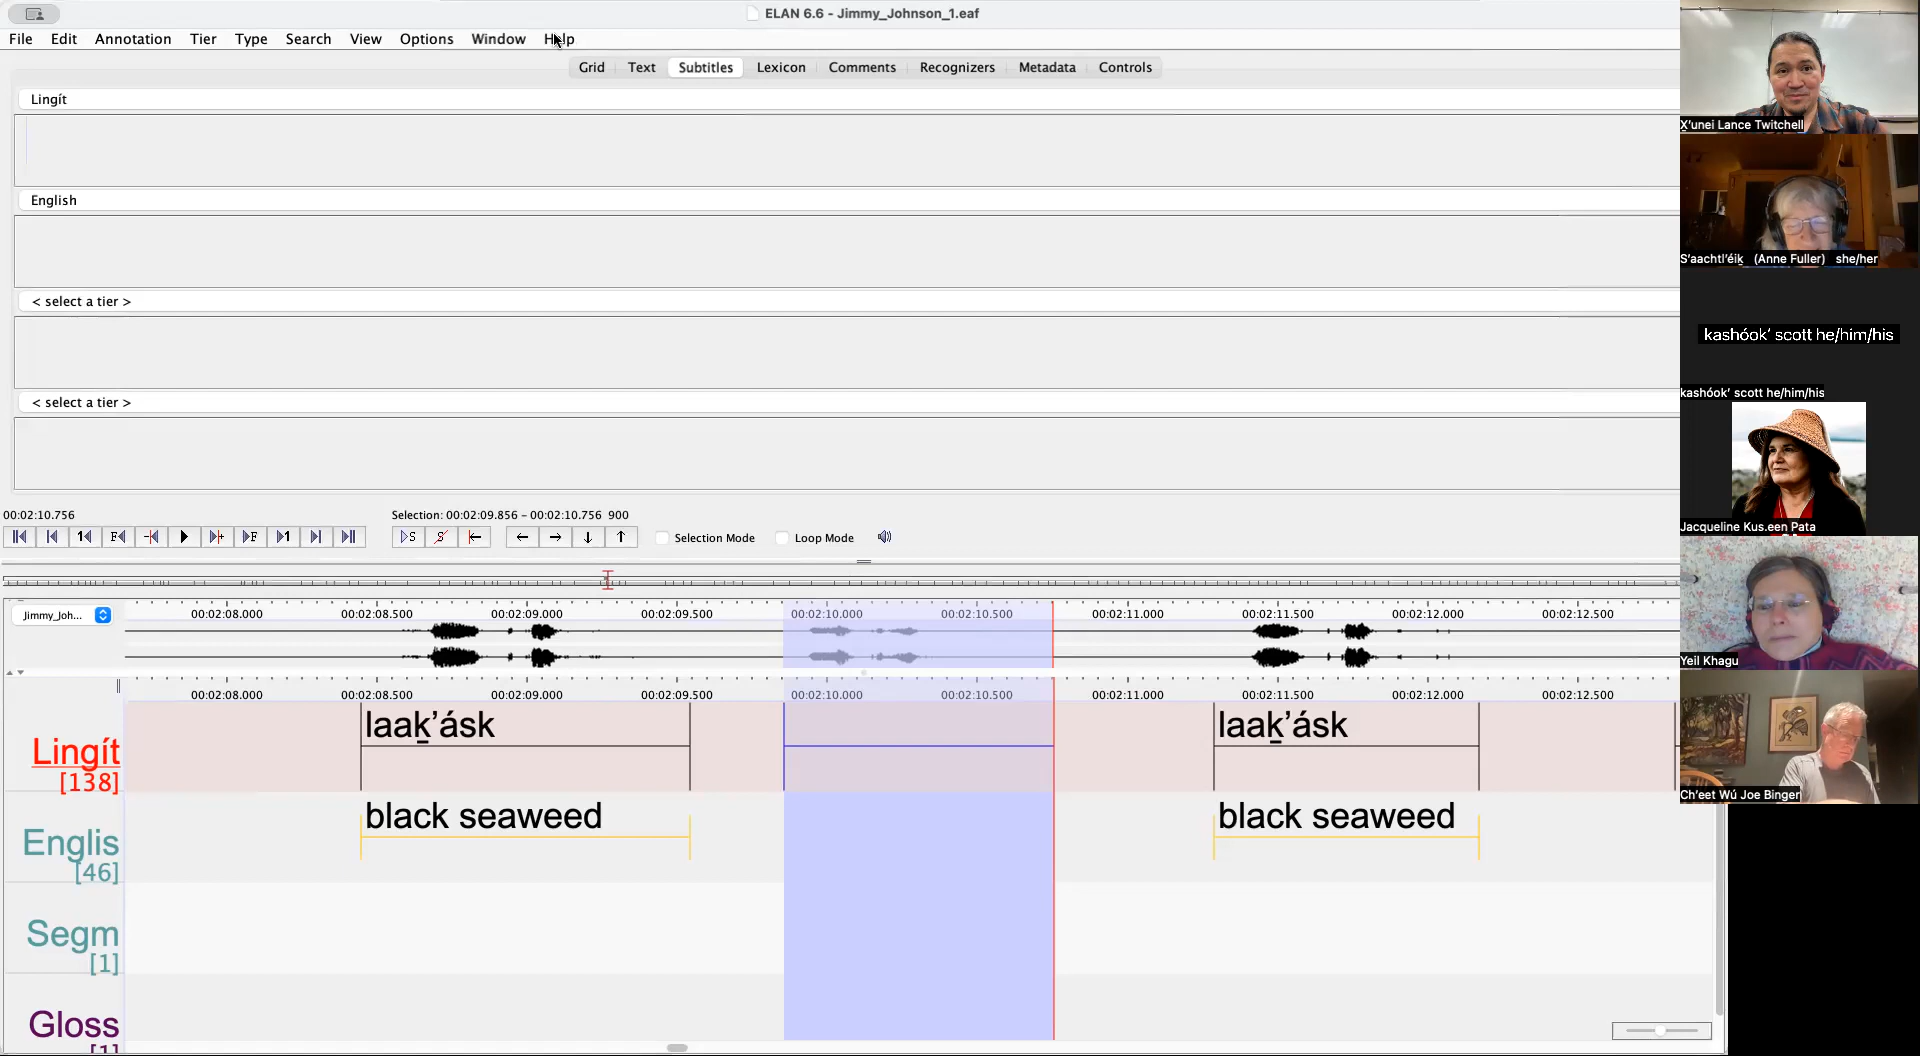 ELAN 6.6 - Jimmy_Johnson_1.eaf
File Edit Annotation Tier Type Search View Options Window Help
Grid Text Subtitles Lexicon Comments Recognizers Metadata Controls
Lingít
English
< select a tier >
< select a tier >
00:02:10.756
Selection: 00:02:09.856 - 00:02:10.756 900
Selection Mode Loop Mode
Jimmy_Joh...
00:02:08.000 00:02:08.500 00:02:09.000 00:02:09.500 00:02:10.000 00:02:10.500 00:02:11.000 00:02:11.500 00:02:12.000 00:02:12.500
00:02:08.000 00:02:08.500 00:02:09.000 00:02:09.500 00:02:10.000 00:02:10.500 00:02:11.000 00:02:11.500 00:02:12.000 00:02:12.500
Lingít
[138]
laaḵ’ásk laaḵ’ásk
Englis
[46]
black seaweed black seaweed
Segm
[1]
Gloss
[1]
X̱’unei Lance Twitchell
S’aachtl’éiḵ (Anne Fuller) she/her
kashóok’ scott he/him/his
kashóok’ scott he/him/his
Jacqueline Kus.een Pata
Yeil Khagu
Ch’eet Wú Joe Binger